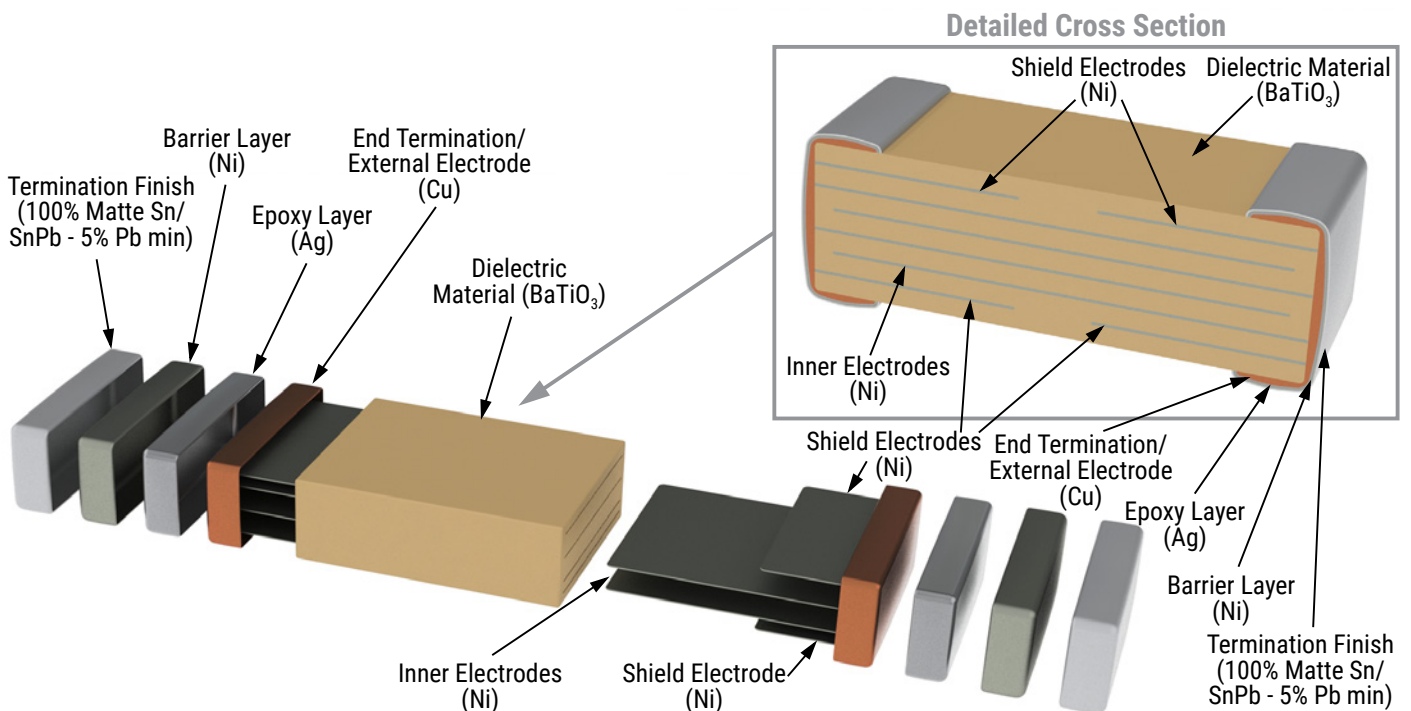 Detailed Cross Section
Shield Electrodes
(Ni)
Dielectric Material
(BaTiO₃)
Barrier Layer
(Ni)
End Termination/
External Electrode
(Cu)
Termination Finish
(100% Matte Sn/
SnPb - 5% Pb min)
Epoxy Layer
(Ag)
Dielectric
Material (BaTiO₃)
Inner Electrodes
(Ni)
Shield Electrodes
(Ni)
End Termination/
External Electrode
(Cu)
Epoxy Layer
(Ag)
Barrier Layer
(Ni)
Termination Finish
(100% Matte Sn/
SnPb - 5% Pb min)
Inner Electrodes
(Ni)
Shield Electrode
(Ni)